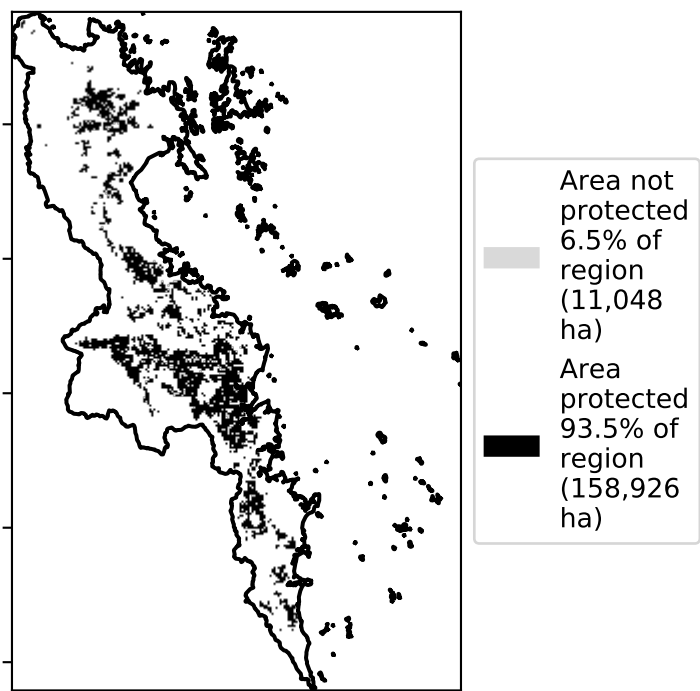 Area not
protected
6.5% of
region
(11,048
ha)
Area
protected
93.5% of
region
(158,926
ha)